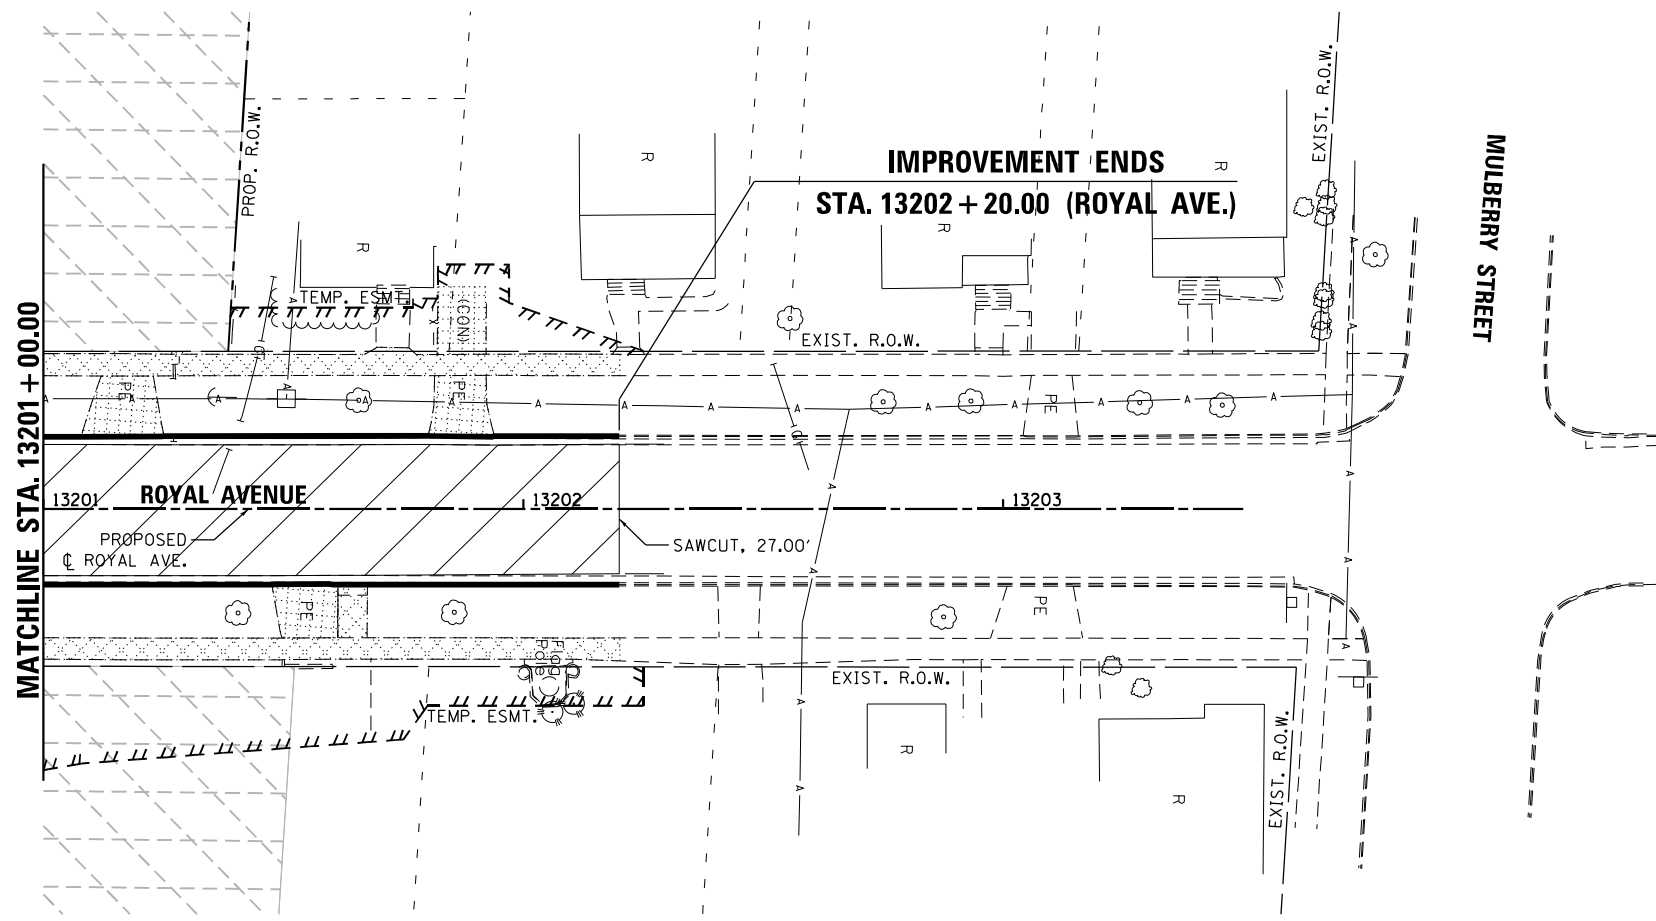 MATCHLINE STA. 13201 + 00.00
PROP. R.O.W.
R
R
R
R
IMPROVEMENT ENDS
STA. 13202 + 20.00 (ROYAL AVE.)
EXIST. R.O.W.
MULBERRY STREET
TEMP. ESMT.
(CON)
EXIST. R.O.W.
G
A
A
A
PE
A
A
A
PE
A
A
A
A
A
A
PE
A
A
A
A
A
G
13201
ROYAL AVENUE
13202
13203
A
A
A
PROPOSED
℄ ROYAL AVE.
SAWCUT, 27.00'
A
A
PE
PE
Flag
Pole
A
A
EXIST. R.O.W.
TEMP. ESMT.
A
A
R
R
EXIST. R.O.W.